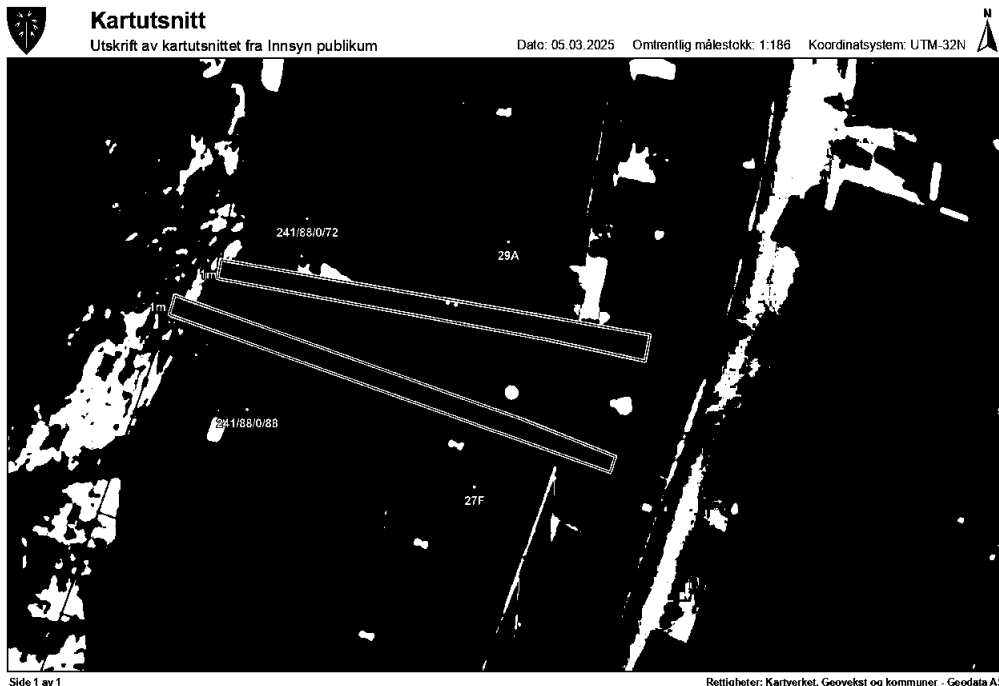 Kartutsnitt
Utskrift av kartutsnittet fra Innsyn publikum
Dato: 05.03.2025 Omtrentlig målestokk: 1:186 Koordinatsystem: UTM-32N
N
241/88/0/72
29A
1m
241/88/0/88
27F
Side 1 av 1
Rettigheter: Kartverket, Geovekst og kommuner - Geodata AS